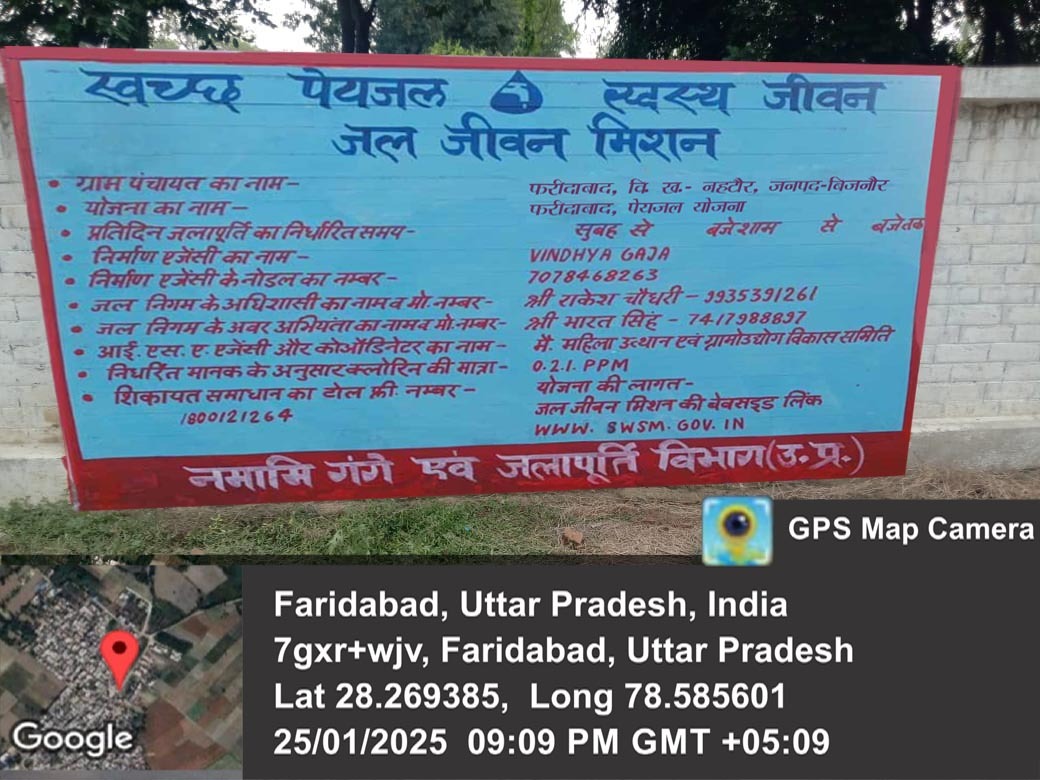 स्वच्छ पेयजल स्वस्थ जीवन
जल जीवन मिशन
• ग्राम पंचायत का नाम– फरीदाबाद, वि. ख.- नहटौर, जनपद-बिजनौर
• योजना का नाम– फरीदाबाद, पेयजल योजना
• प्रतिदिन जलापूर्ति का निर्धारित समय- सुबह से बजे शाम से बजे तक
• निर्माण एजेंसी का नाम– VINDHYA GAJA
• निर्माण एजेंसी के नोडल का नम्बर– 7078468263
• जल निगम के अधिशासी का नाम व मो. नम्बर- श्री राकेश चौधरी – 9935391261
• जल निगम के अवर अभियंता का नाम व मो. नम्बर- श्री भारत सिंह - 7417988897
• आई. एस. ए. एजेंसी और कोऑडिनेटर का नाम– मै. महिला उत्थान एवं ग्रामोउद्योग विकास समिति
• निर्धारित मानक के अनुसार क्लोरिन की मात्रा- 0.2.1. PPM
• शिकायत समाधान का टोल फ्री. नम्बर– योजना की लागत-
1800121264 जल जीवन मिशन की बेबसाइड लिंक
WWW. SWSM. GOV. IN
नमामि गंगे एवं जलापूर्ति विभाग(उ.प्र.)
GPS Map Camera
Faridabad, Uttar Pradesh, India
7gxr+wjv, Faridabad, Uttar Pradesh
Lat 28.269385, Long 78.585601
25/01/2025 09:09 PM GMT +05:09
Google